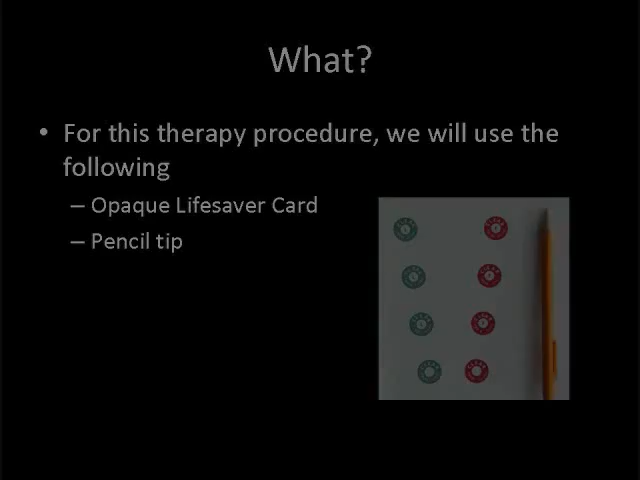 What?
• For this therapy procedure, we will use the
following
– Opaque Lifesaver Card
– Pencil tip